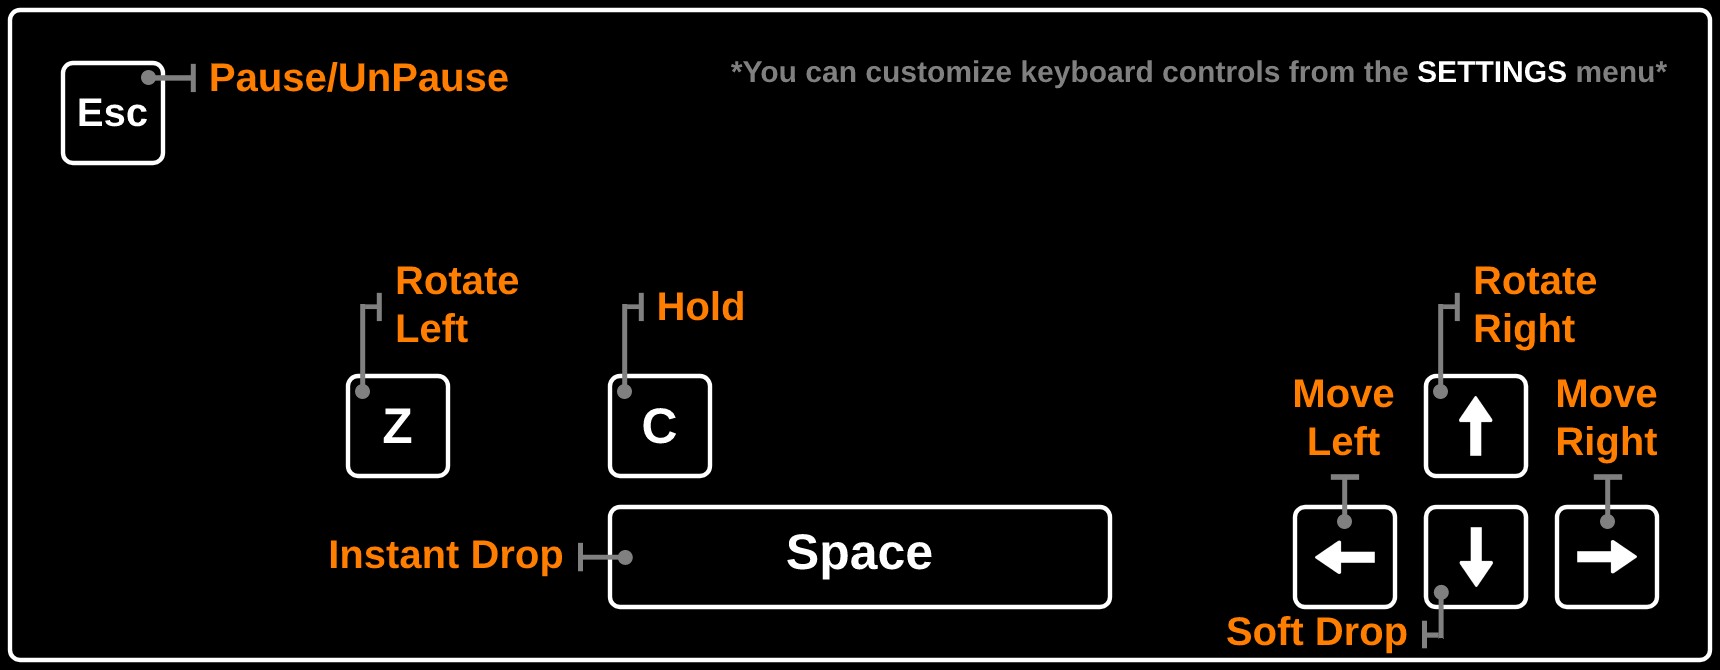 Pause/UnPause
*You can customize keyboard controls from the SETTINGS menu*
Esc
Rotate
Left
Hold
Rotate
Right
Move
Left
Move
Right
Z
C
Instant Drop
Space
Soft Drop